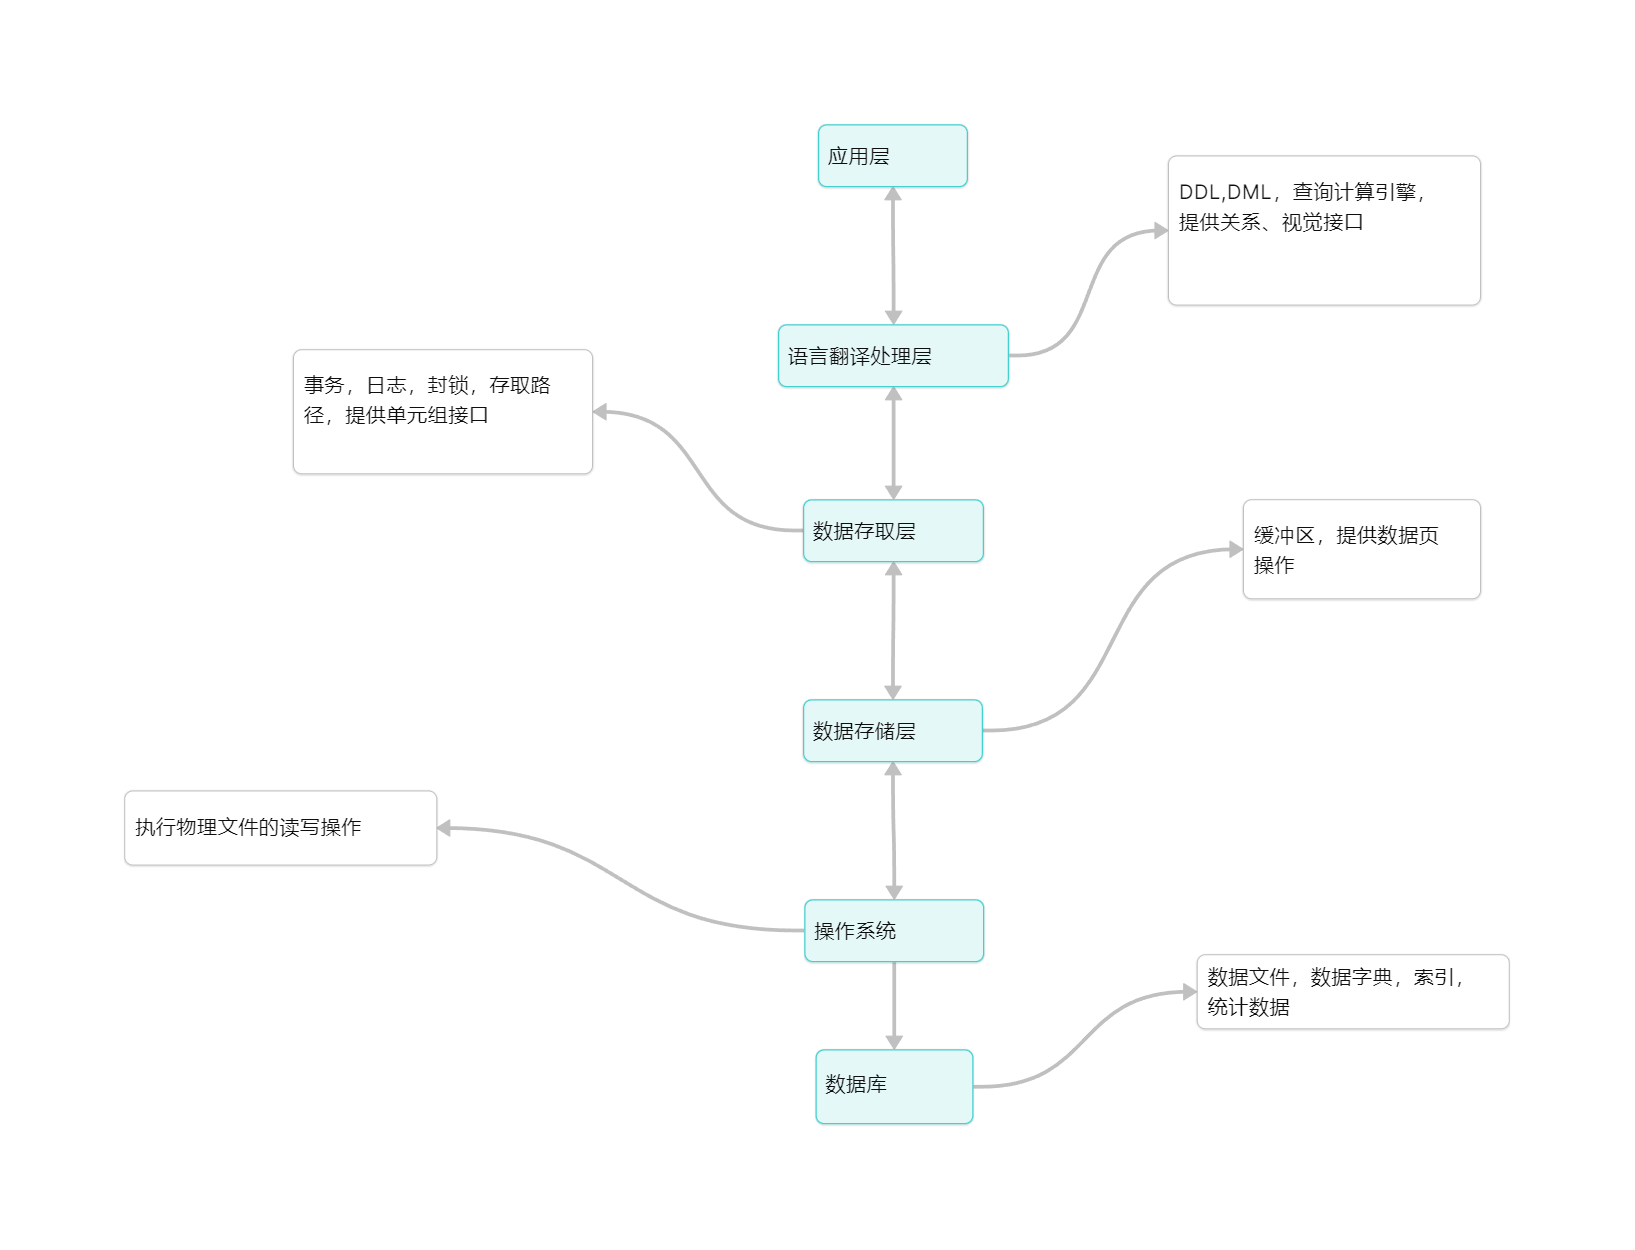 应用层
DDL,DML，查询计算引擎，
提供关系、视觉接口
语言翻译处理层
事务，日志，封锁，存取路
径，提供单元组接口
数据存取层
缓冲区，提供数据页
操作
数据存储层
执行物理文件的读写操作
操作系统
数据文件，数据字典，索引，
统计数据
数据库